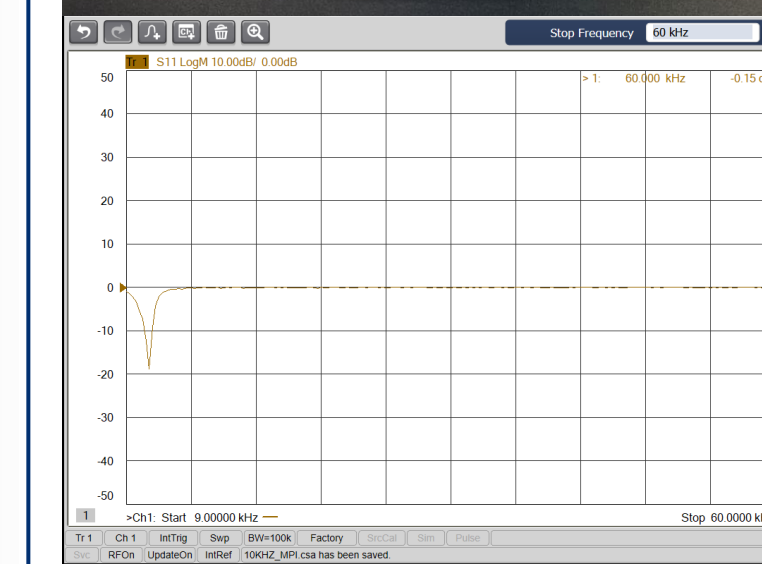 Stop Frequency 60 kHz
Tr 1 S11 LogM 10.00dB/ 0.00dB
> 1: 60.000 kHz -0.15
50
40
30
20
10
0
-10
-20
-30
-40
-50
1 >Ch1: Start 9.00000 kHz Stop 60.0000
Tr 1 Ch 1 IntTrig Swp BW=100k Factory SrcCal Sim Pulse
Svc RFOn UpdateOn IntRef 10KHZ_MPI.csa has been saved.